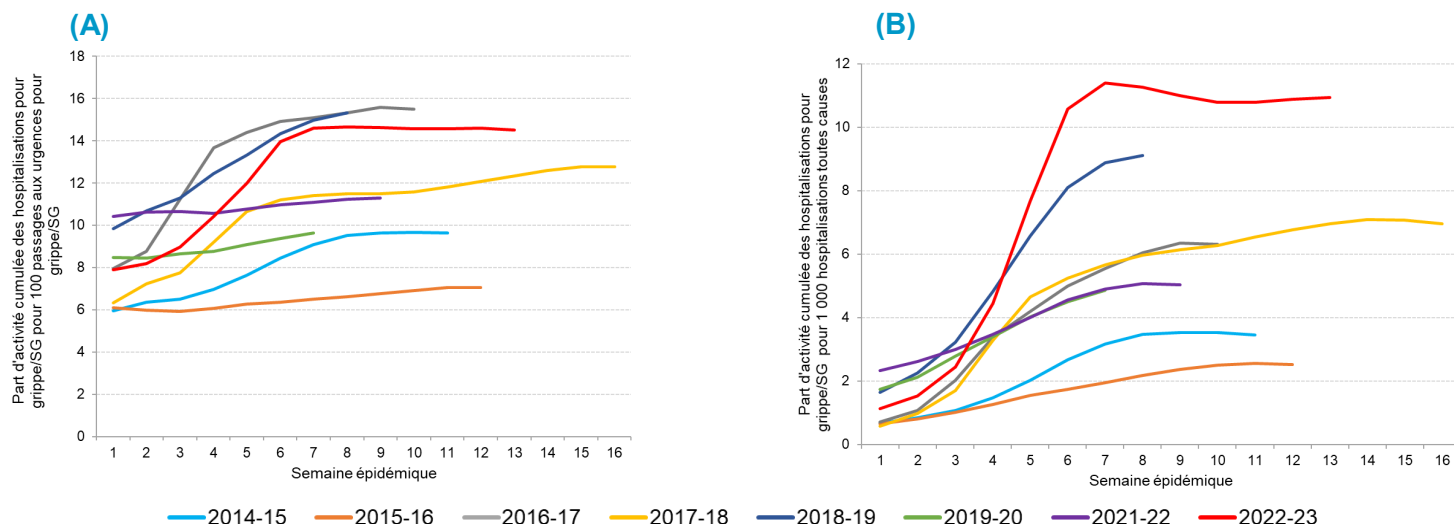 (A)
Part d'activité cumulée des hospitalisations pour
grippe/SG pour 100 passages aux urgences pour
grippe/SG
18
16
14
12
10
8
6
4
2
0
1 2 3 4 5 6 7 8 9 10 11 12 13 14 15 16
Semaine épidémique
(B)
Part d'activité cumulée des hospitalisations pour
grippe/SG pour 1 000 hospitalisations toutes causes
12
10
8
6
4
2
0
1 2 3 4 5 6 7 8 9 10 11 12 13 14 15 16
Semaine épidémique
2014-15 2015-16 2016-17 2017-18 2018-19 2019-20 2021-22 2022-23